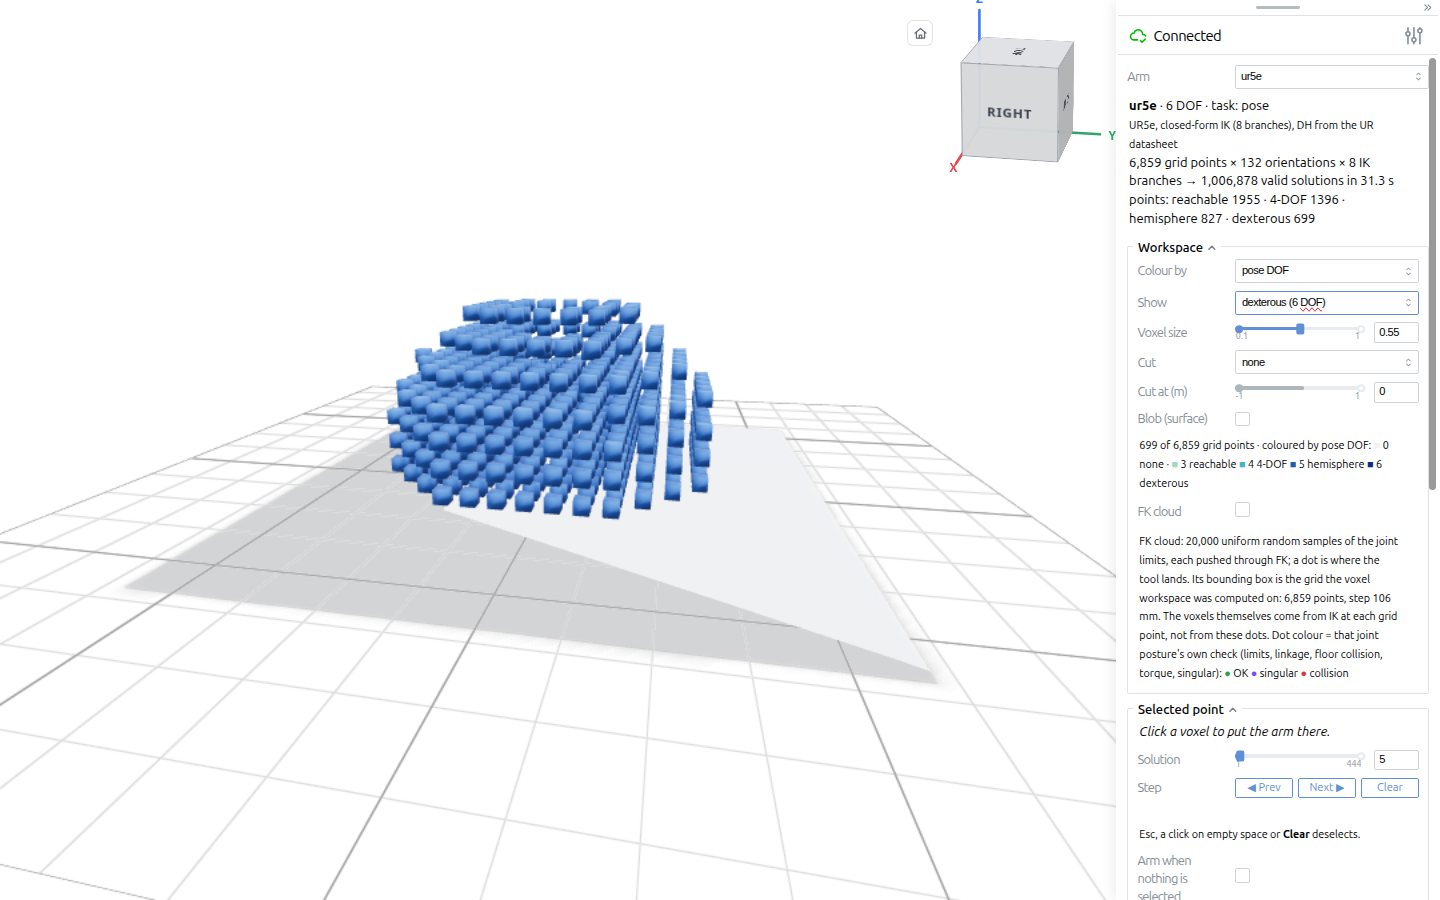 Z
RIGHT
Y
X
»
Connected
Arm
ur5e
ur5e · 6 DOF · task: pose
UR5e, closed-form IK (8 branches), DH from the UR
datasheet
6,859 grid points × 132 orientations × 8 IK
branches → 1,006,878 valid solutions in 31.3 s
points: reachable 1955 · 4-DOF 1396 ·
hemisphere 827 · dexterous 699
Workspace
Colour by
pose DOF
Show
dexterous (6 DOF)
Voxel size
0.1
1
0.55
Cut
none
Cut at (m)
-1
1
0
Blob (surface)
699 of 6,859 grid points · coloured by pose DOF: 0
none · 3 reachable 4 4-DOF 5 hemisphere 6
dexterous
FK cloud
FK cloud: 20,000 uniform random samples of the joint
limits, each pushed through FK; a dot is where the
tool lands. Its bounding box is the grid the voxel
workspace was computed on: 6,859 points, step 106
mm. The voxels themselves come from IK at each grid
point, not from these dots. Dot colour = that joint
posture's own check (limits, linkage, floor collision,
torque, singular): OK singular collision
Selected point
Click a voxel to put the arm there.
Solution
1
444
5
Step
◀ Prev
Next ▶
Clear
Esc, a click on empty space or Clear deselects.
Arm when
nothing is
selected